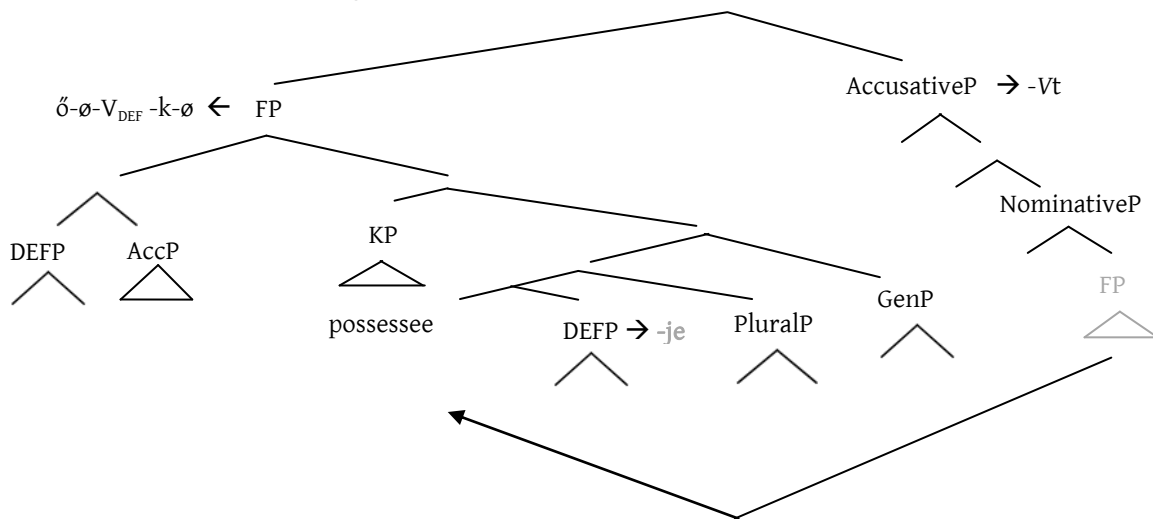 AccusativeP → -Vt
ő-ø-V_DEF -k-ø ← FP
NominativeP
DEFP AccP KP
FP
GenP
possessee DEFP → -je PluralP